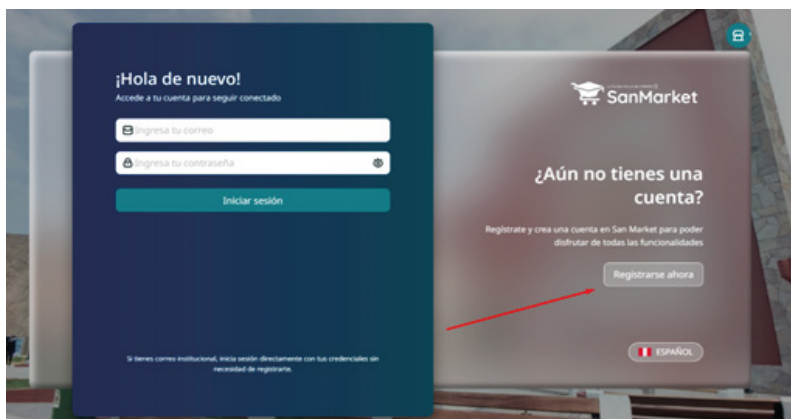 ¡Hola de nuevo!
Accede a tu cuenta para seguir conectado
Ingresa tu correo
Ingresa tu contraseña
Iniciar sesión
Si tienes correo institucional, inicia sesión directamente con tus credenciales sin
necesidad de registrarte.
SanMarket
¿Aún no tienes una
cuenta?
Regístrate y crea una cuenta en San Market para poder
disfrutar de todas las funcionalidades
Registrarse ahora
ESPAÑOL